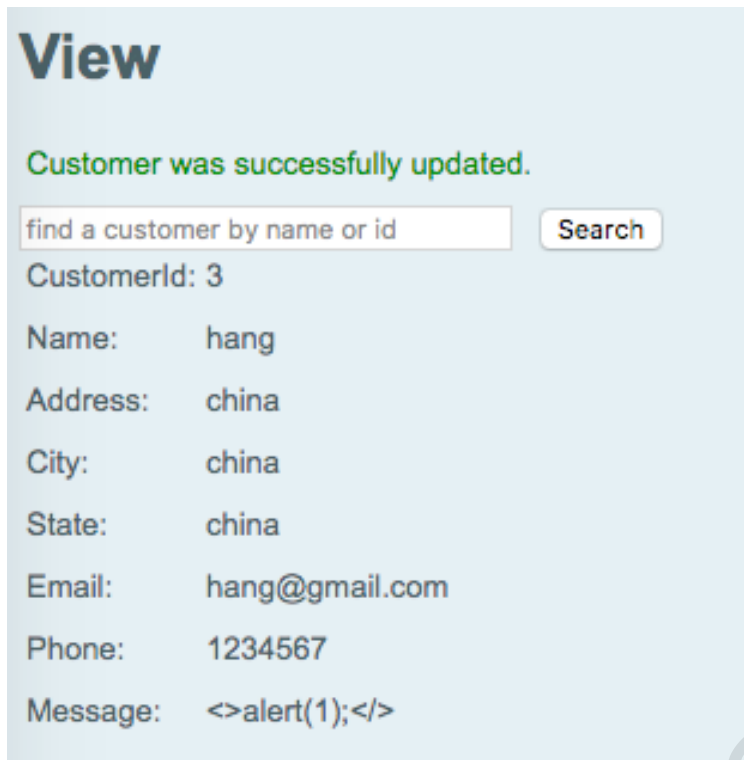 View
Customer was successfully updated.
find a customer by name or id Search
CustomerId: 3
Name: hang
Address: china
City: china
State: china
Email: hang@gmail.com
Phone: 1234567
Message: <>alert(1);</>